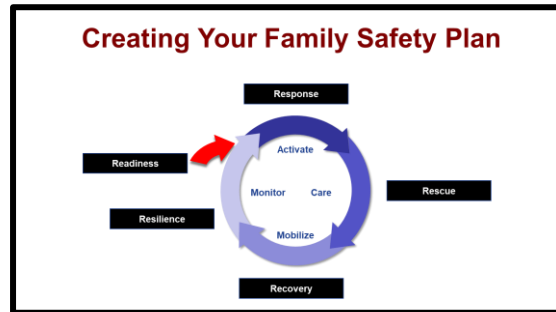 Creating Your Family Safety Plan
Response
Activate
Readiness
Monitor
Care
Rescue
Resilience
Mobilize
Recovery